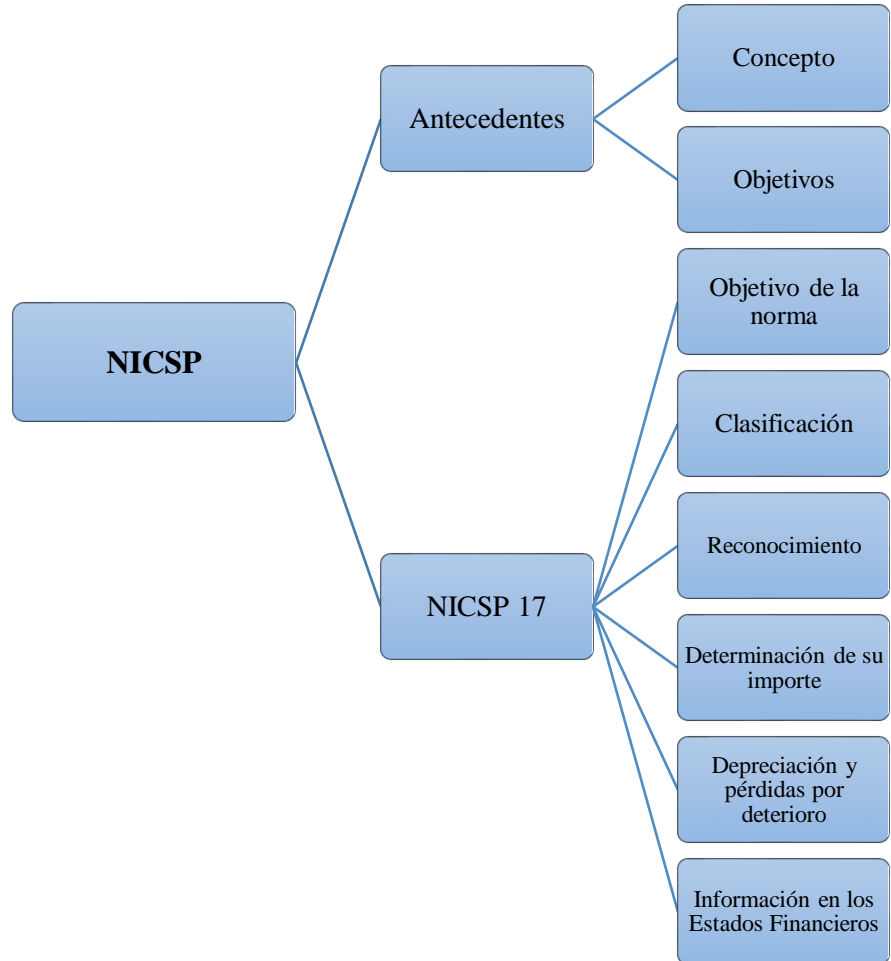 NICSP
Antecedentes
Concepto
Objetivos
NICSP 17
Objetivo de la
norma
Clasificación
Reconocimiento
Determinación de su
importe
Depreciación y
pérdidas por
deterioro
Información en los
Estados Financieros